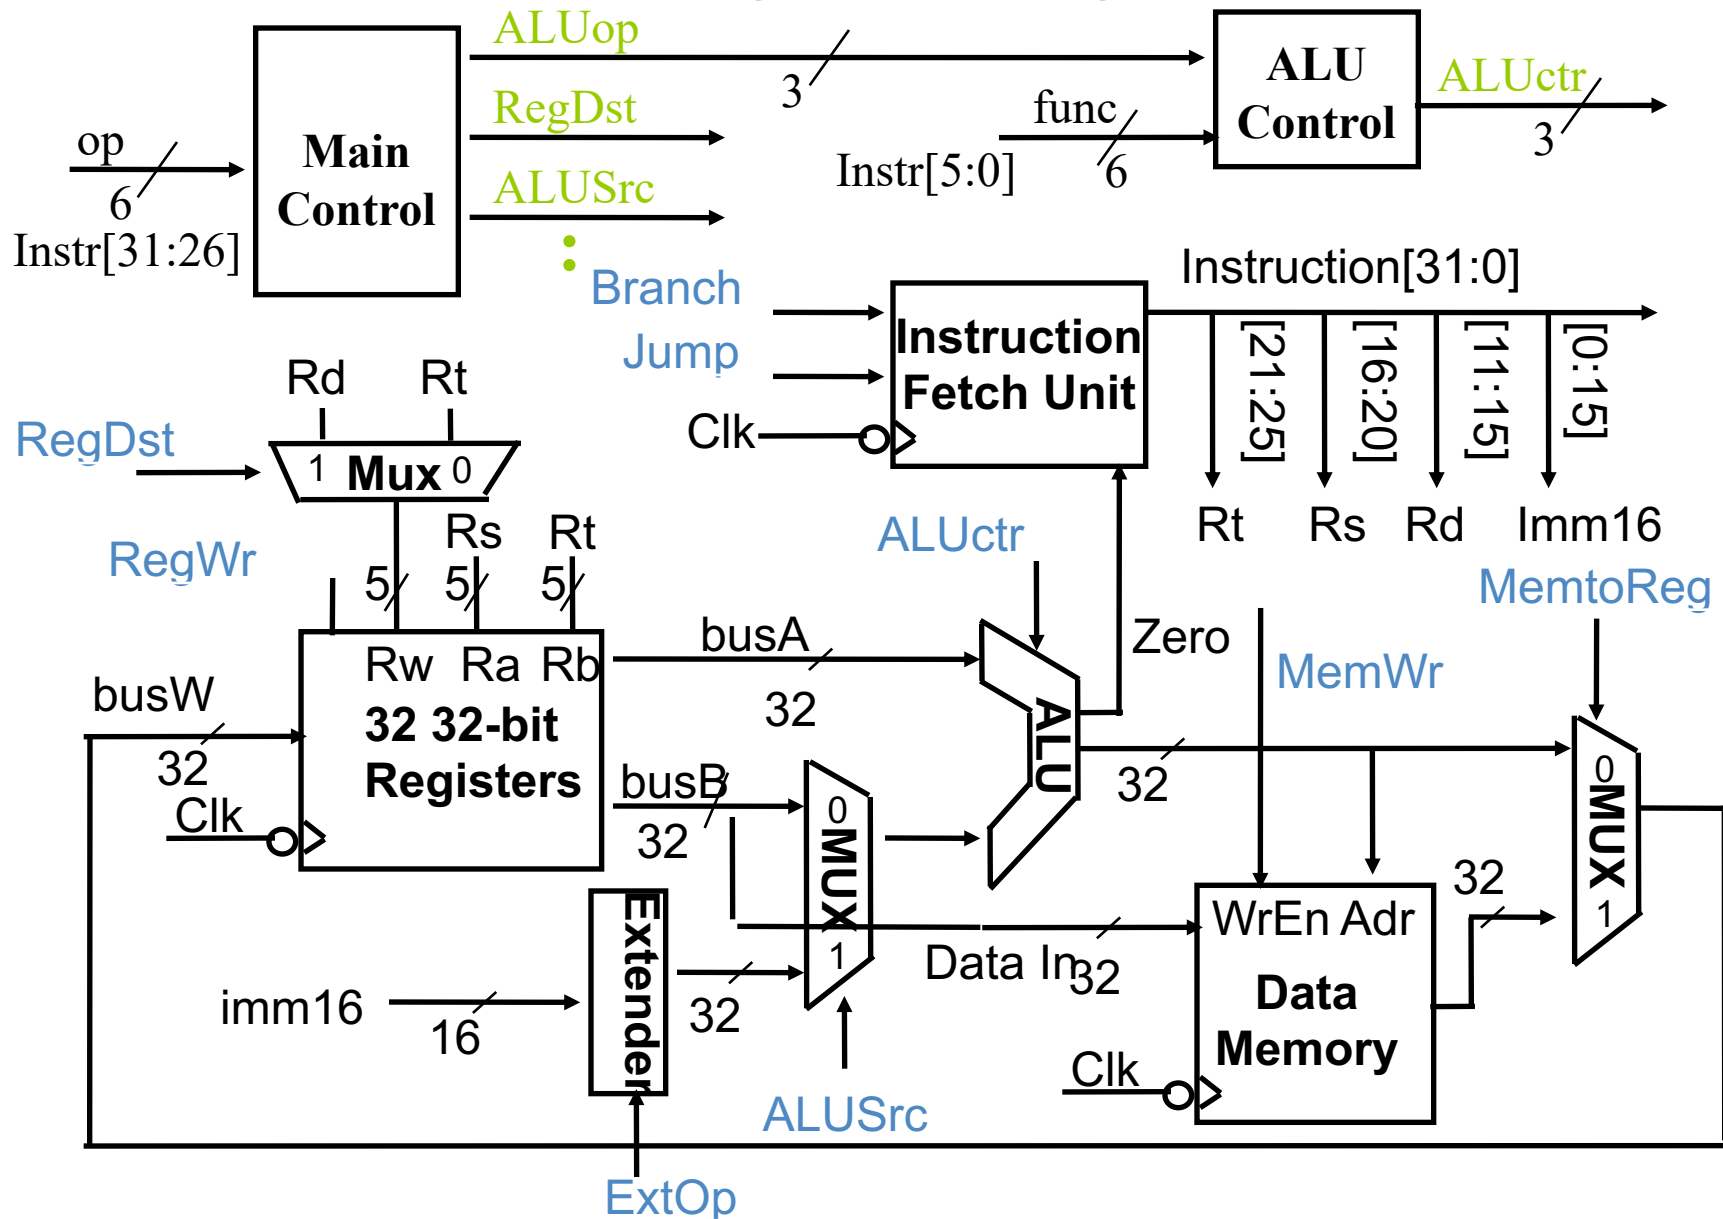 ALUop
3
RegDst
ALUSrc
:
op
6
Instr[31:26]
Main
Control
func
Instr[5:0]
6
ALU
Control
ALUctr
3
Branch
Jump
Clk
Instruction
Fetch Unit
Instruction[31:0]
[21:25]
[16:20]
[11:15]
[0:15]
Rt
Rs
Rd
Imm16
Rd
Rt
RegDst
1
Mux
0
RegWr
5
Rs
5
Rt
5
ALUctr
Zero
MemWr
MemtoReg
busW
32
Clk
Rw
Ra
Rb
32 32-bit
Registers
busA
32
busB
32
0
MUX
1
ALU
32
imm16
16
Extender
32
ExtOp
ALUSrc
Data In
32
WrEn Adr
Data
Memory
Clk
32
0
MUX
1